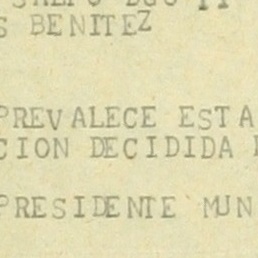 S BENITEZ
PREVALECE ESTA
CION DECIDIDA
PRESIDENTE MUN